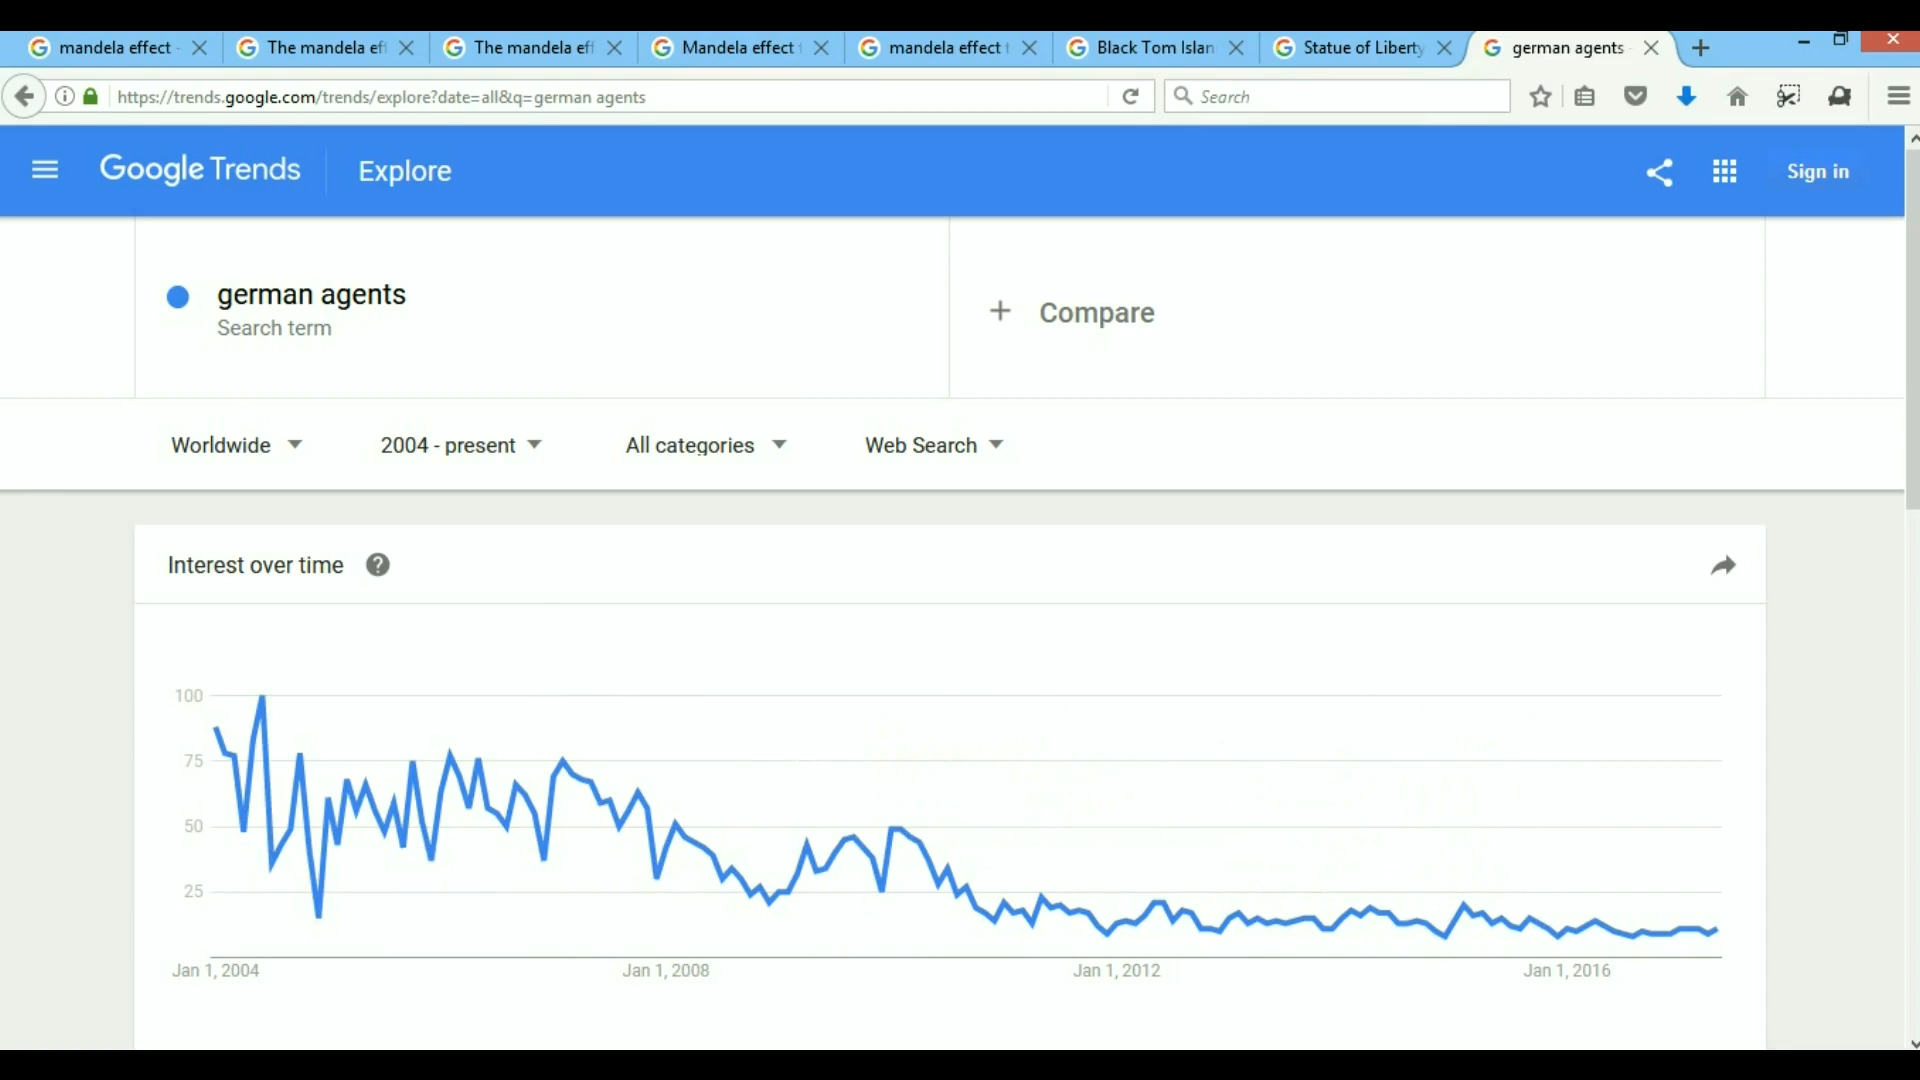 mandela effect -
The mandela eff
The mandela eff
Mandela effect
mandela effect
Black Tom Islan
Statue of Liberty
german agents -
https://trends.google.com/trends/explore?date=all&q=german agents
Search
Google Trends
Explore
Sign in
german agents
Search term
+ Compare
Worldwide
2004 - present
All categories
Web Search
Interest over time
?
100
75
50
25
Jan 1, 2004
Jan 1, 2008
Jan 1, 2012
Jan 1, 2016